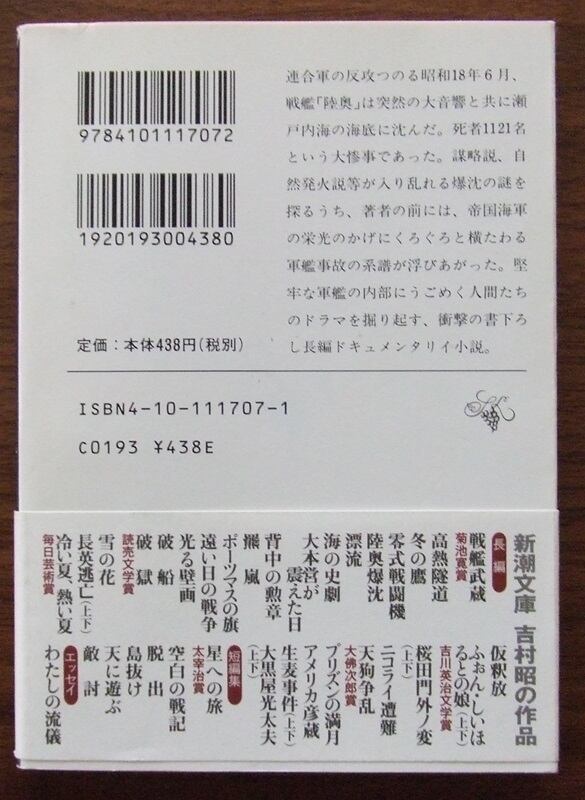 9784101117072
1920193004380
定価：本体438円（税別）
連合軍の反攻つのる昭和18年6月、
戦艦「陸奥」は突然の大音響と共に瀬
戸内海の海底に沈んだ。死者1121名
という大惨事であった。謀略説、自
然発火説等が入り乱れる爆沈の謎を
探るうち、著者の前には、帝国海軍
の栄光のかげにくろぐろと横たわる
軍艦事故の系譜が浮びあがった。堅
牢な軍艦の内部にうごめく人間たち
のドラマを掘り起す、衝撃の書下ろ
し長編ドキュメンタリイ小説。
ISBN4-10-111707-1
C0193 ¥438E
新潮文庫 吉村昭の作品
長編
戦艦武蔵
菊池寛賞
高熱隧道
冬の鷹
零式戦闘機
陸奥爆沈
漂流
海の史劇
大本営が
震えた日
背中の勲章
羆嵐
ポーツマスの旗
遠い日の戦争
光る壁画
破船
破獄
読売文学賞
雪の花
長英逃亡（上下）
冷い夏、熱い夏
毎日芸術賞
仮釈放
ふぉん・しいほ
るとの娘（上下）
吉川英治文学賞
桜田門外ノ変
（上下）
ニコライ遭難
天狗争乱
大佛次郎賞
プリズンの満月
アメリカ彦蔵
生麦事件（上下）
大黒屋光太夫
（上下）
短編集
星への旅
太宰治賞
空白の戦記
脱出
島抜け
天に遊ぶ
敵討
エッセイ
わたしの流儀